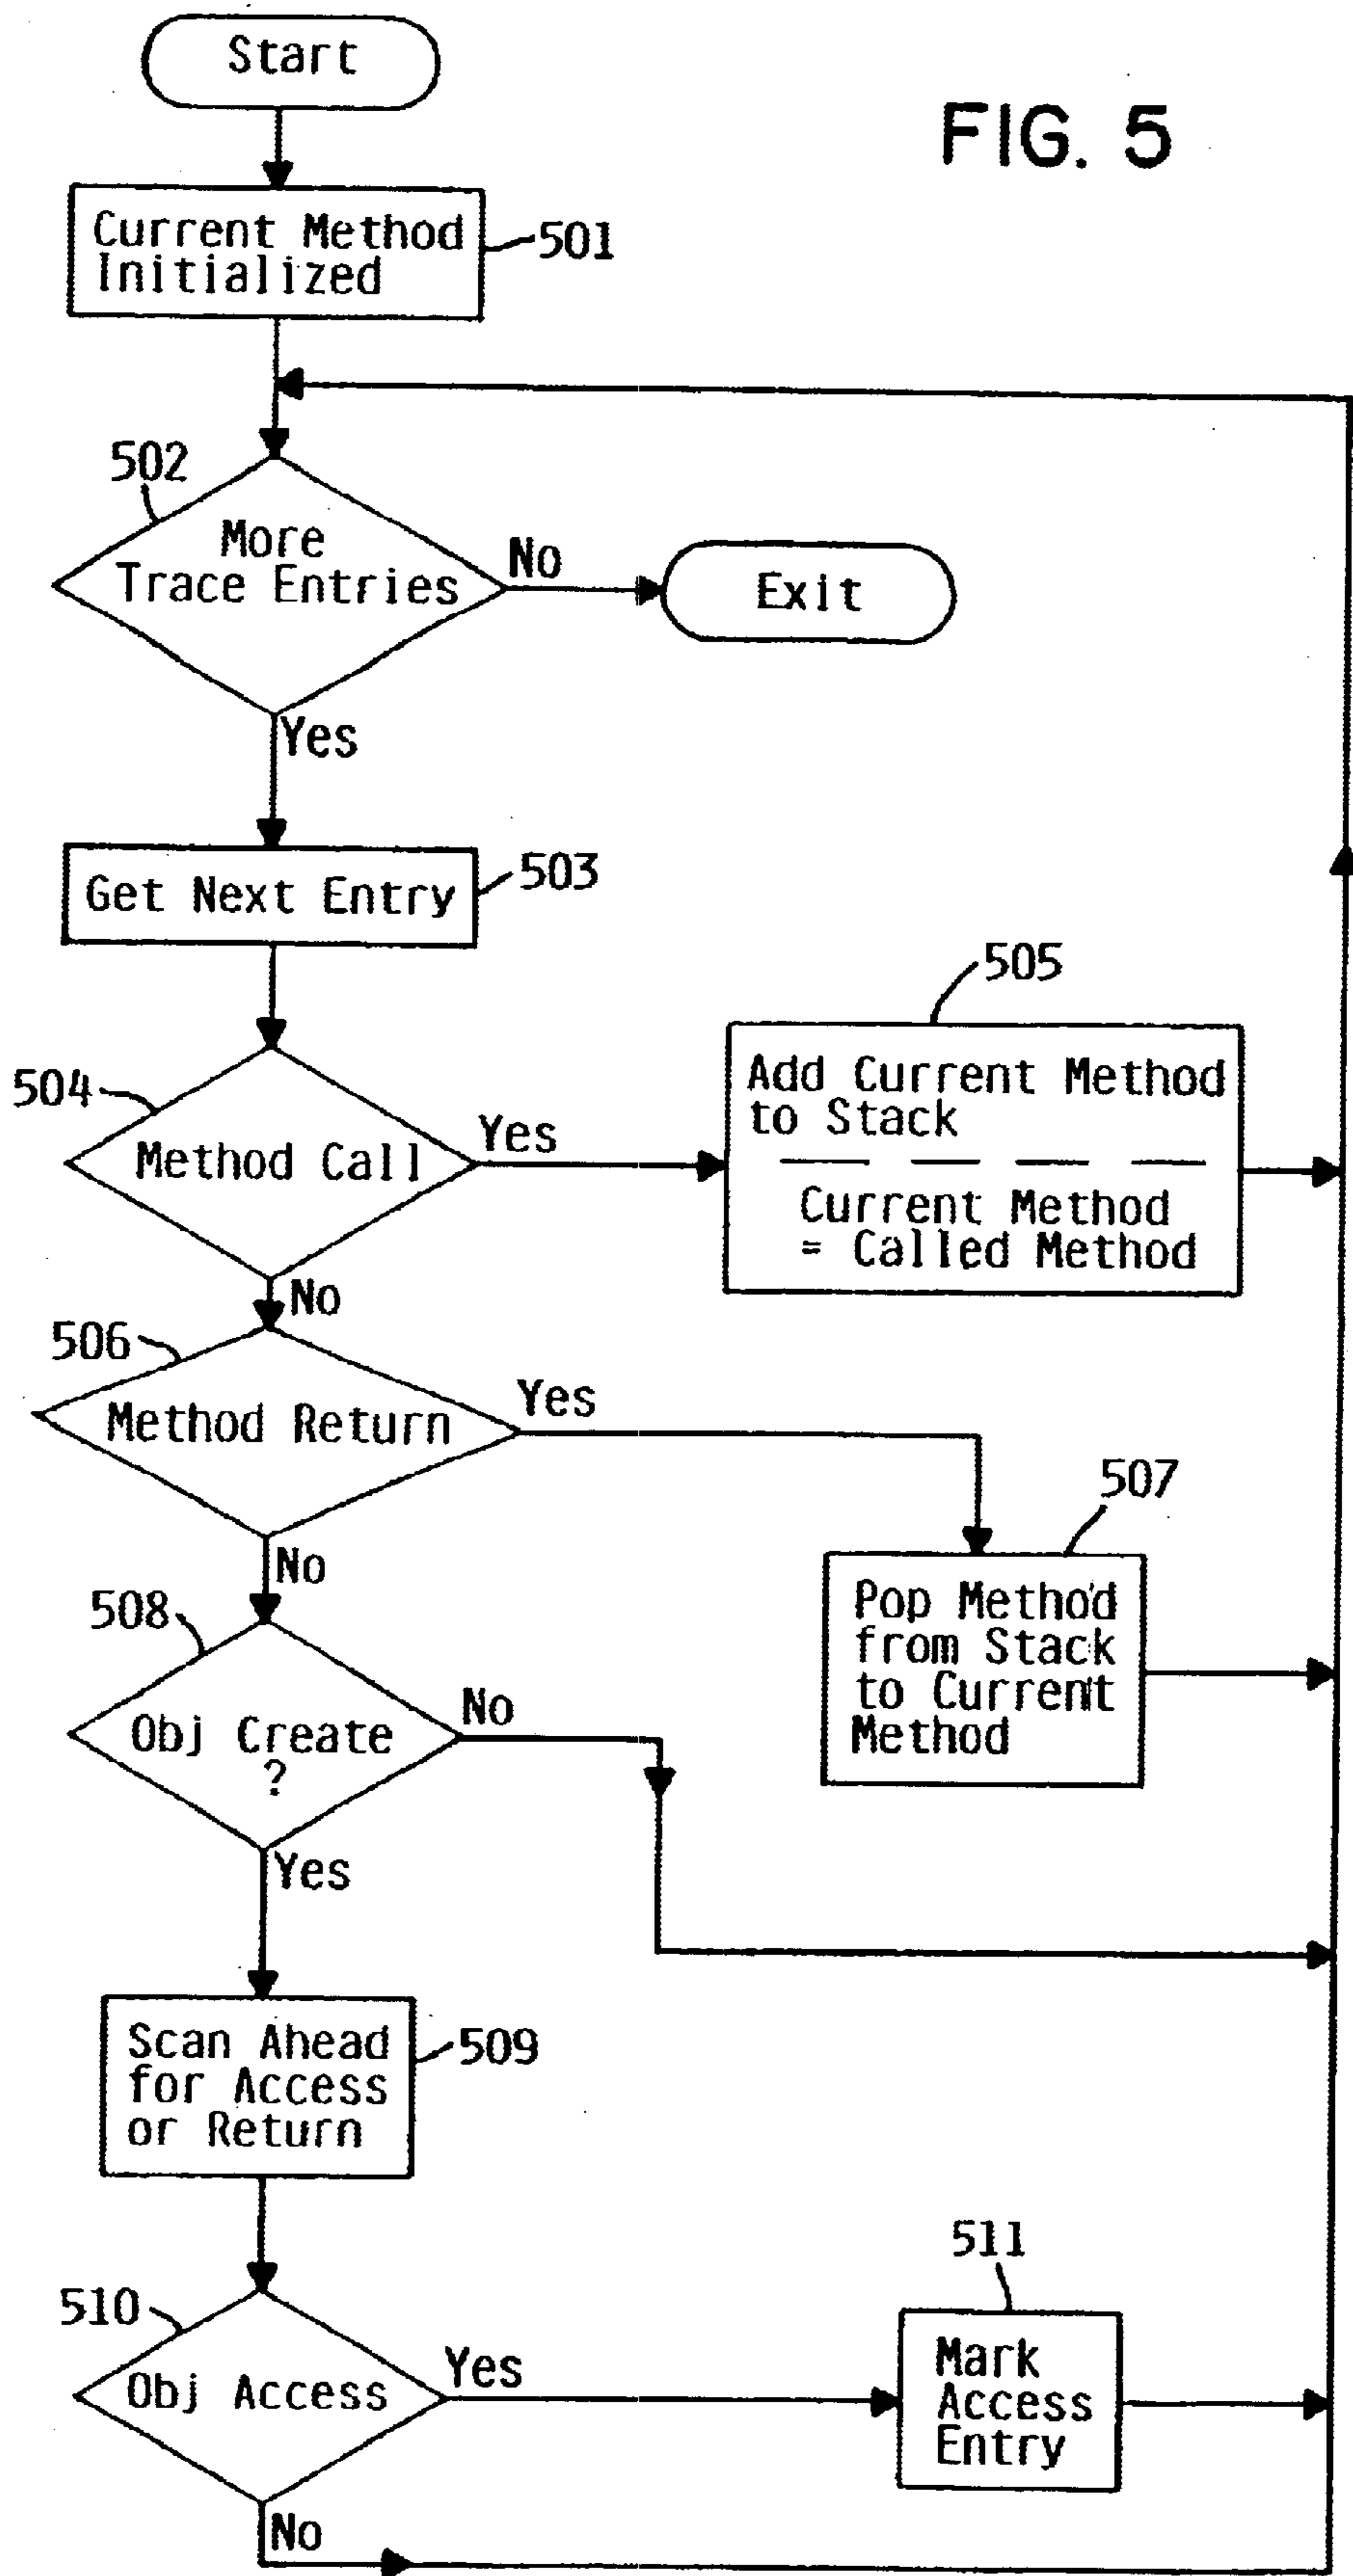 Start
FIG. 5
Current Method
Initialized
501
502
More
Trace Entries
No
Exit
Yes
Get Next Entry
503
505
504
Method Call
Yes
Add Current Method
to Stack
Current Method
= Called Method
No
506
Method Return
Yes
507
No
Pop Method
from Stack
to Current
Method
508
Obj Create
?
No
Yes
Scan Ahead
for Access
or Return
509
511
510
Obj Access
Yes
Mark
Access
Entry
No